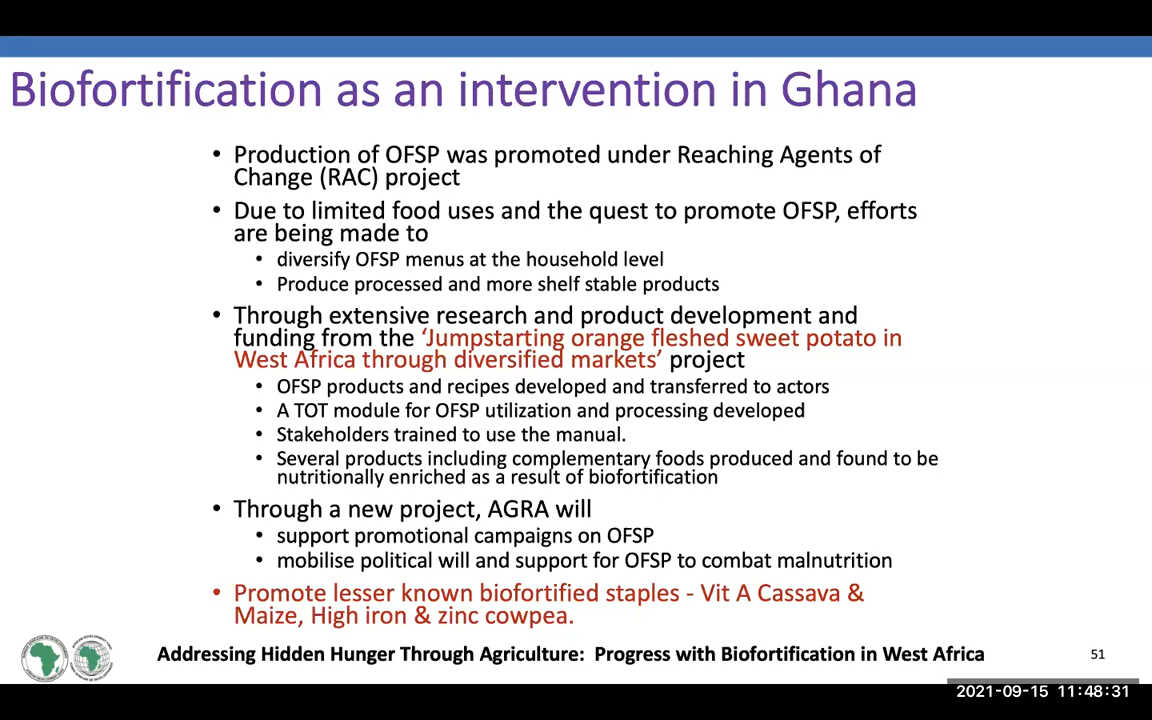 Biofortification as an intervention in Ghana
• Production of OFSP was promoted under Reaching Agents of
Change (RAC) project
• Due to limited food uses and the quest to promote OFSP, efforts
are being made to
• diversify OFSP menus at the household level
• Produce processed and more shelf stable products
• Through extensive research and product development and
funding from the ‘Jumpstarting orange fleshed sweet potato in
West Africa through diversified markets’ project
• OFSP products and recipes developed and transferred to actors
• A TOT module for OFSP utilization and processing developed
• Stakeholders trained to use the manual.
• Several products including complementary foods produced and found to be
nutritionally enriched as a result of biofortification
• Through a new project, AGRA will
• support promotional campaigns on OFSP
• mobilise political will and support for OFSP to combat malnutrition
• Promote lesser known biofortified staples - Vit A Cassava &
Maize, High iron & zinc cowpea.
Addressing Hidden Hunger Through Agriculture: Progress with Biofortification in West Africa
51
2021-09-15 11:48:31